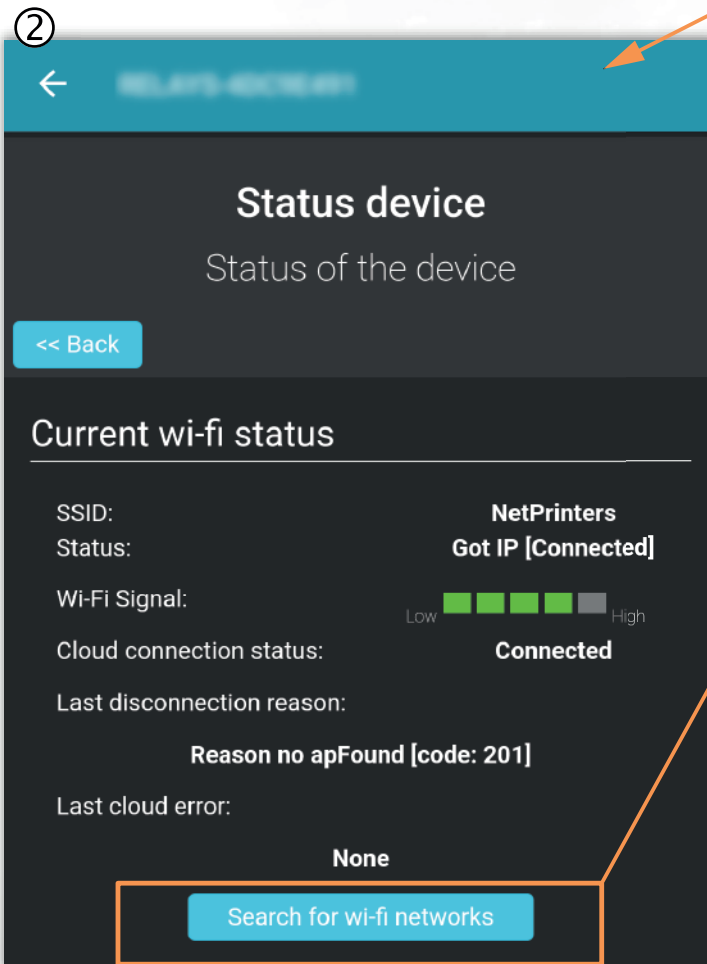 ②
Status device
Status of the device
<< Back
Current wi-fi status
SSID: NetPrinters
Status: Got IP [Connected]
Wi-Fi Signal: Low High
Cloud connection status: Connected
Last disconnection reason:
Reason no apFound [code: 201]
Last cloud error:
None
Search for wi-fi networks